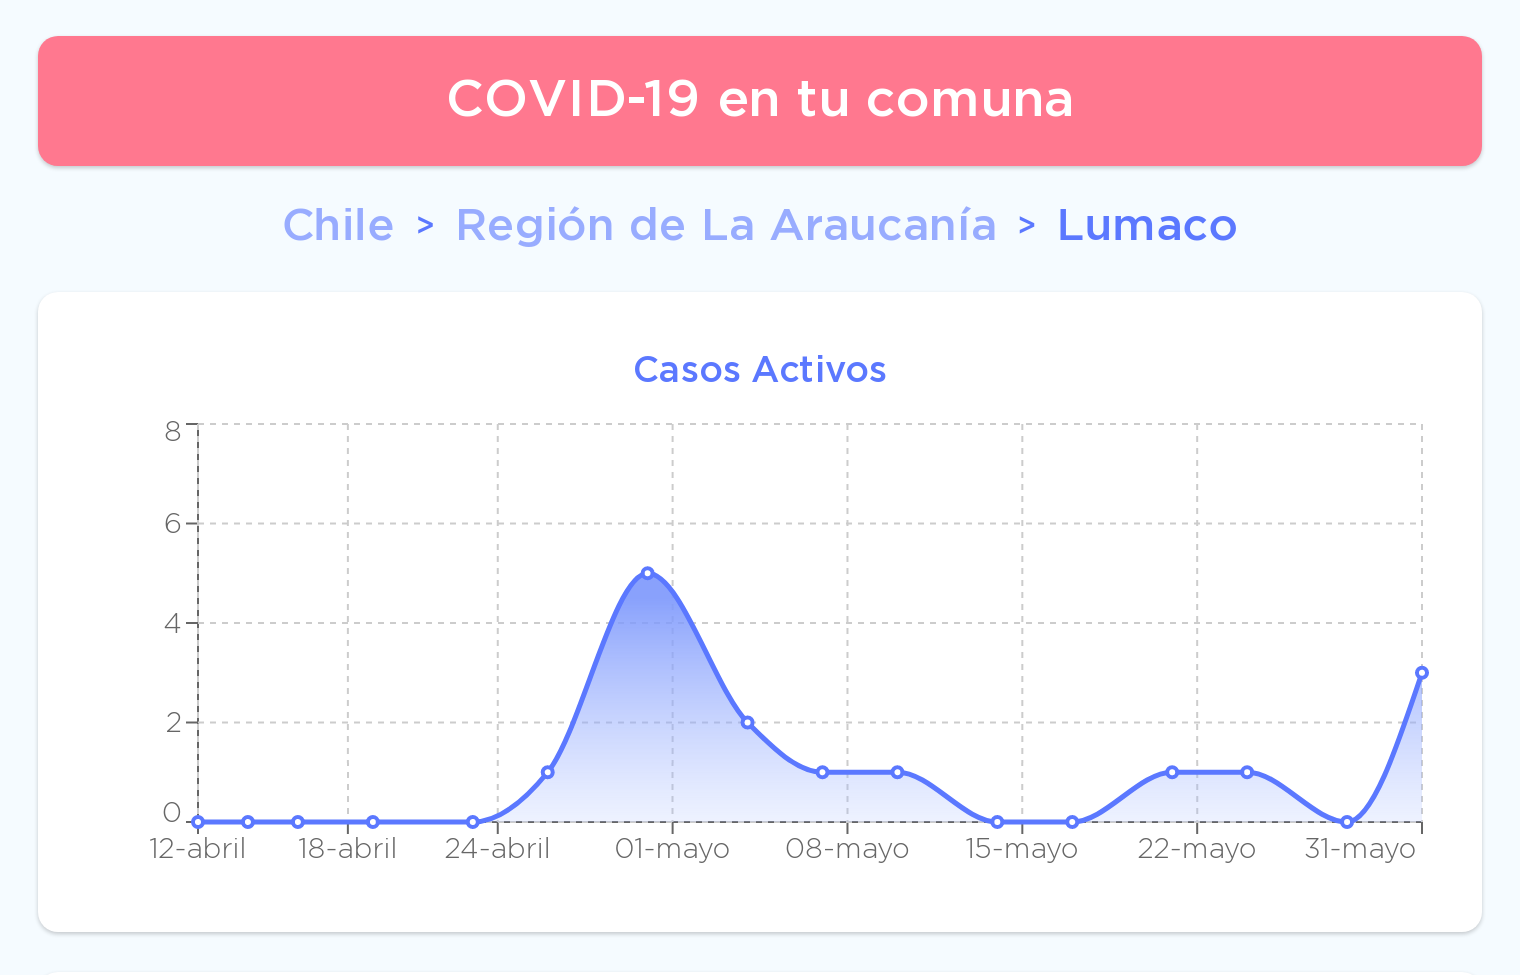 COVID-19 en tu comuna
Chile > Región de La Araucanía > Lumaco
Casos Activos
8
6
4
2
0
12-abril 18-abril 24-abril 01-mayo 08-mayo 15-mayo 22-mayo 31-mayo